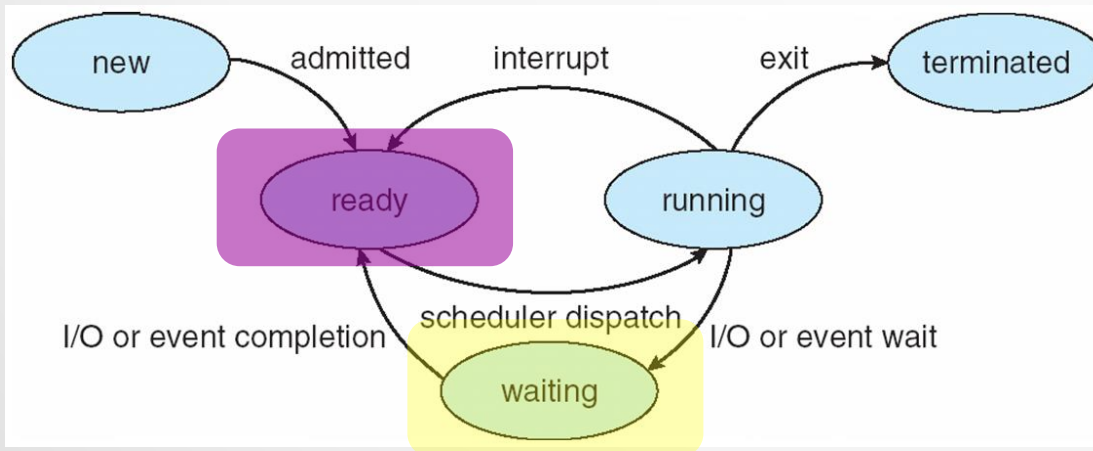 new
admitted
interrupt
exit
terminated
ready
running
scheduler dispatch
I/O or event completion
I/O or event wait
waiting